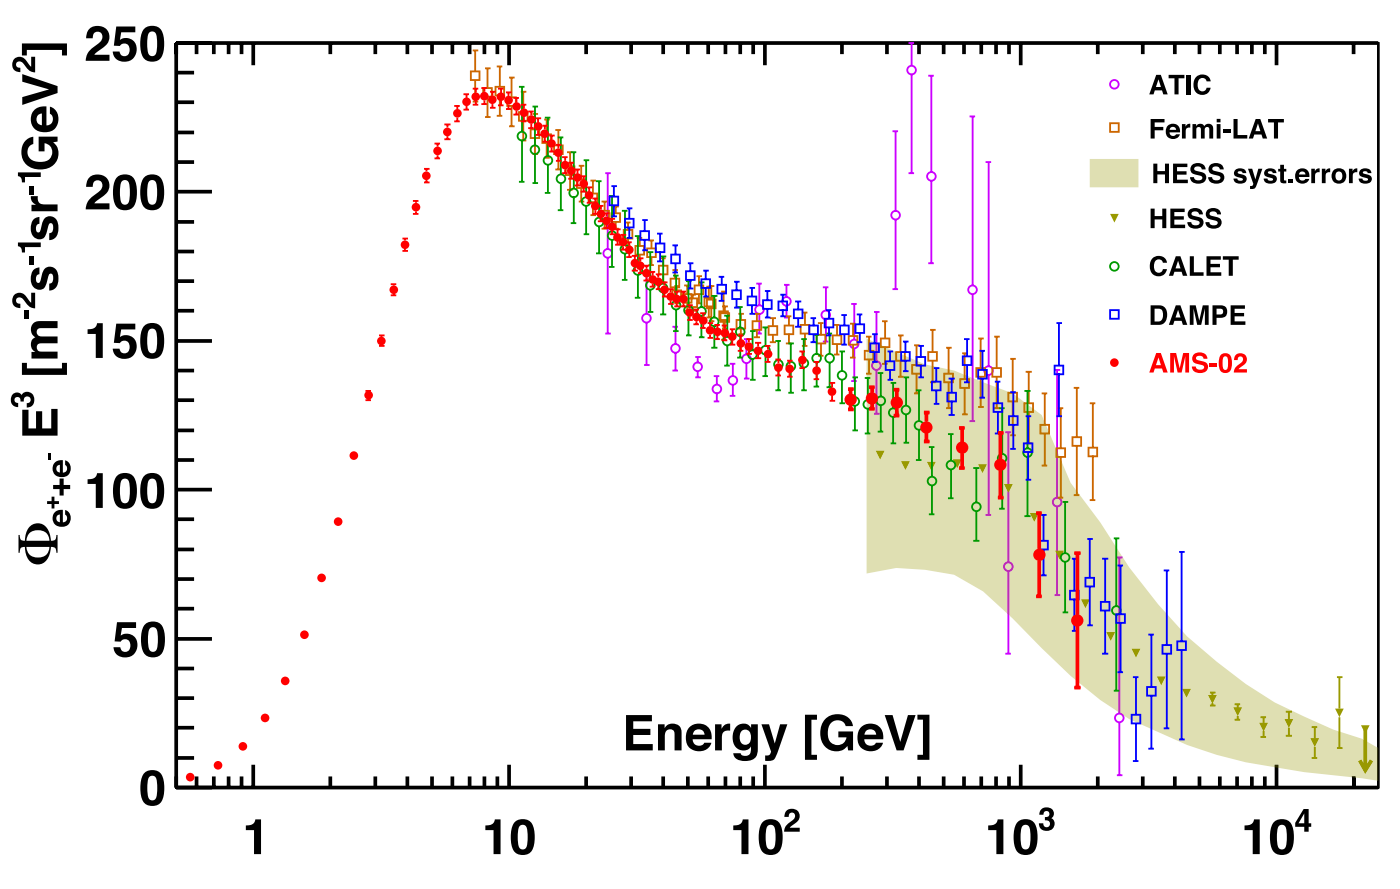 Φe⁺+e⁻ E³ [m⁻²s⁻¹sr⁻¹GeV²]
250
200
150
100
50
0
ATIC
Fermi-LAT
HESS syst.errors
HESS
CALET
DAMPE
AMS-02
Energy [GeV]
1 10 10² 10³ 10⁴